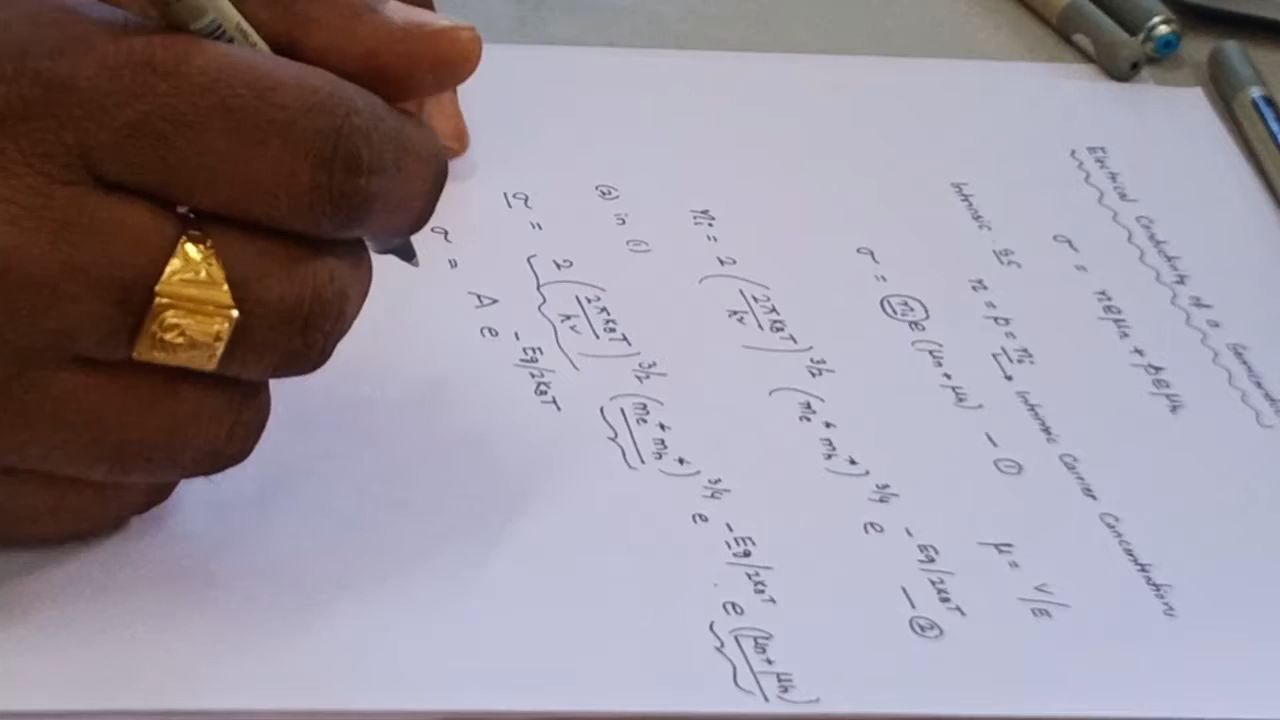 Electrical Conductivity of a Semiconductor
σ = neμn + peμh
Intrinsic . SC
n = p = ni → Intrinsic Carrier Concentration
σ = ni e (μn + μh) — ① μ = V/E
ni = 2 (2πKBT/h²)^3/2 (me* mh*)^3/4 e^-Eg/2KBT — ②
(2) in (1)
σ = 2 (2πKBT/h²)^3/2 (me* mh*)^3/4 e^-Eg/2KBT . e (μn + μh)
σ = A e^-Eg/2KBT